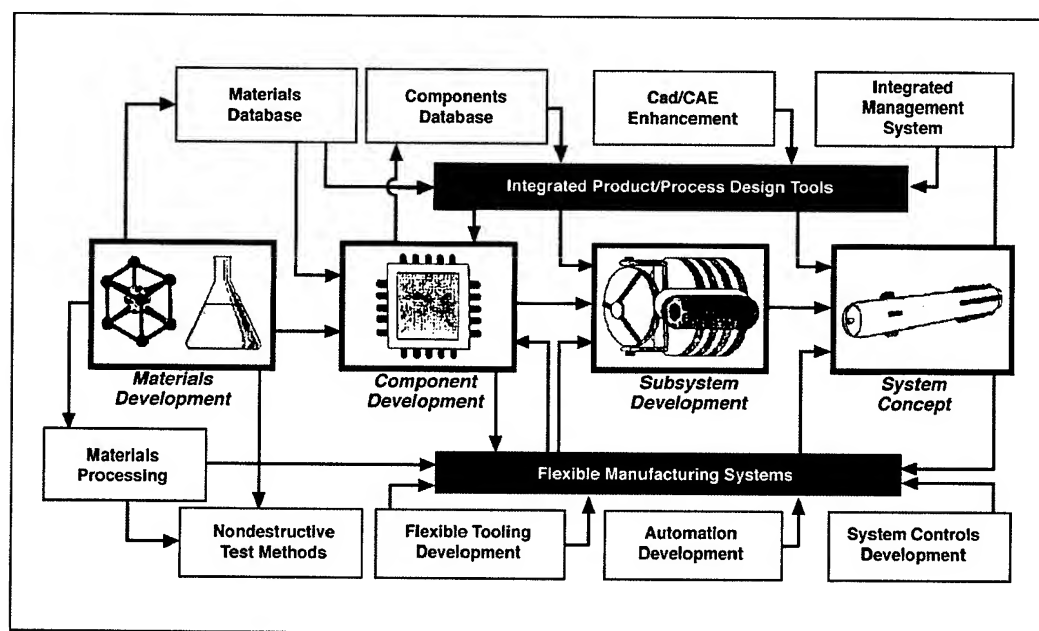 Materials
Database
Components
Database
Cad/CAE
Enhancement
Integrated
Management
System
Integrated Product/Process Design Tools
Materials
Development
Component
Development
Subsystem
Development
System
Concept
Materials
Processing
Flexible Manufacturing Systems
Nondestructive
Test Methods
Flexible Tooling
Development
Automation
Development
System Controls
Development